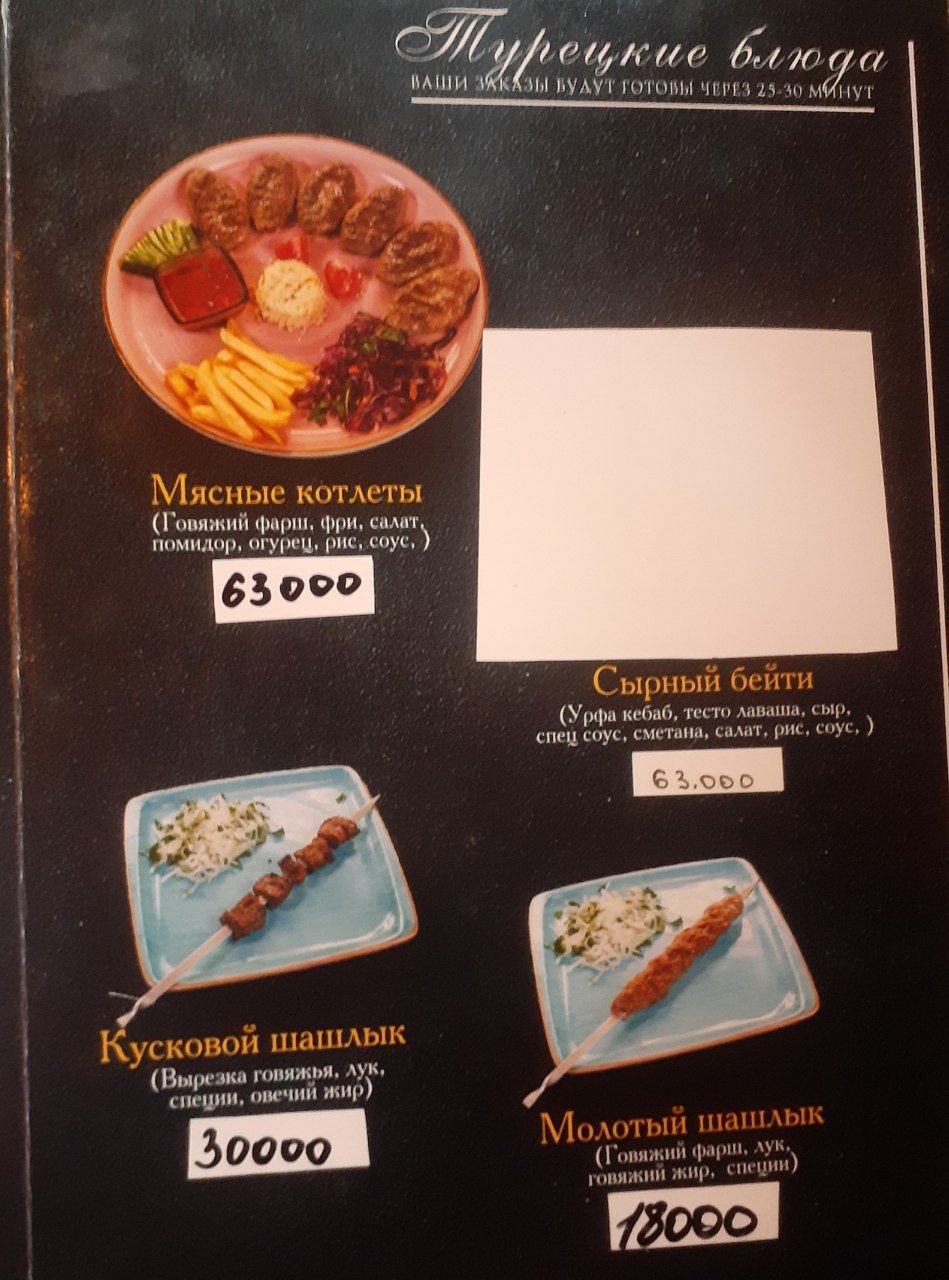 Турецкие блюда
ВАШИ ЗАКАЗЫ БУДУТ ГОТОВЫ ЧЕРЕЗ 25-30 МИНУТ
Мясные котлеты
(Говяжий фарш, фри, салат,
помидор, огурец, рис, соус, )
63000
Сырный бейти
(Урфа кебаб, тесто лаваша, сыр,
спец соус, сметана, салат, рис, соус, )
63.000
Кусковой шашлык
(Вырезка говяжья, лук,
специи, овечий жир)
30000
Молотый шашлык
(Говяжий фарш, лук,
говяжий жир, специи)
18000